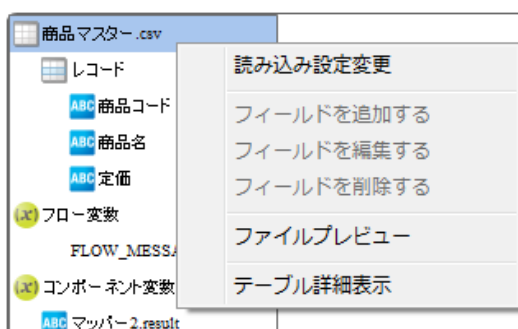 商品マスター.csv
レコード
ABC 商品コード
ABC 商品名
ABC 定価
(x) フロー変数
FLOW_MESSA
(x) コンポーネント変数
ABC マッパー2.result
読み込み設定変更
フィールドを追加する
フィールドを編集する
フィールドを削除する
ファイルプレビュー
テーブル詳細表示